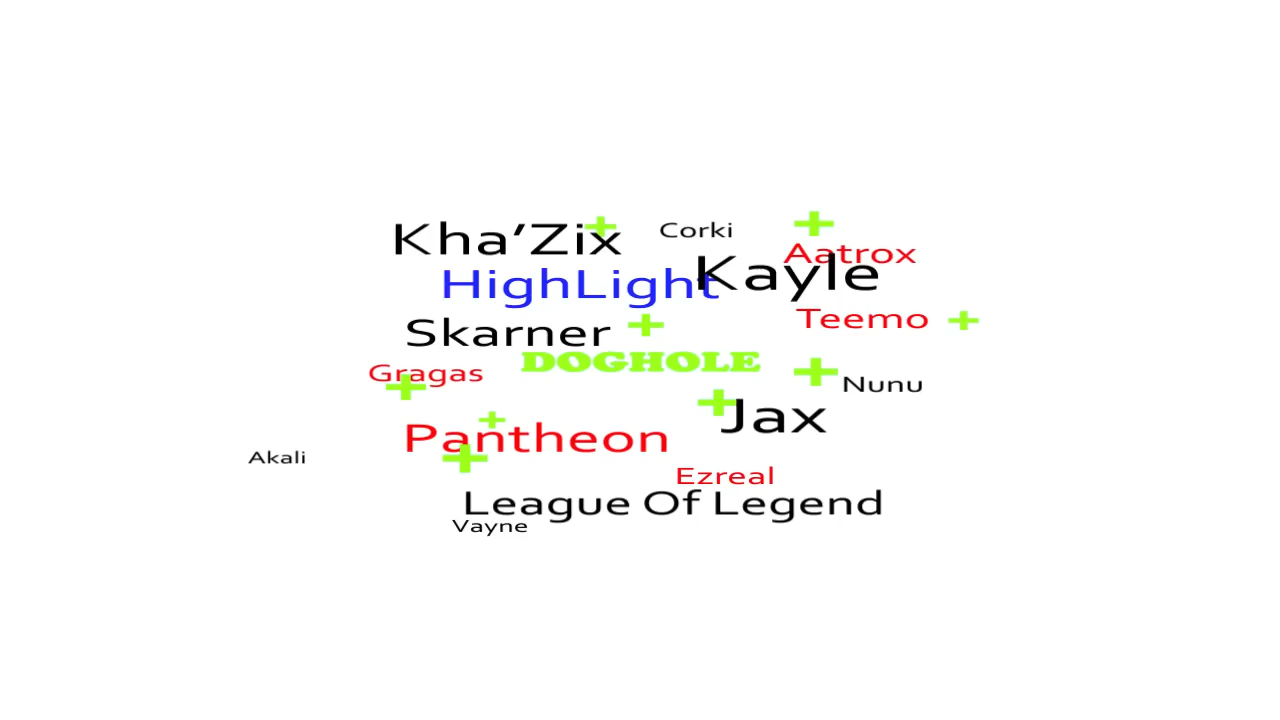 Kha’Zix
Corki
Aatrox
HighLight
Kayle
Teemo
Skarner
DOGHOLE
Gragas
Nunu
Jax
Pantheon
Akali
Ezreal
League Of Legend
Vayne